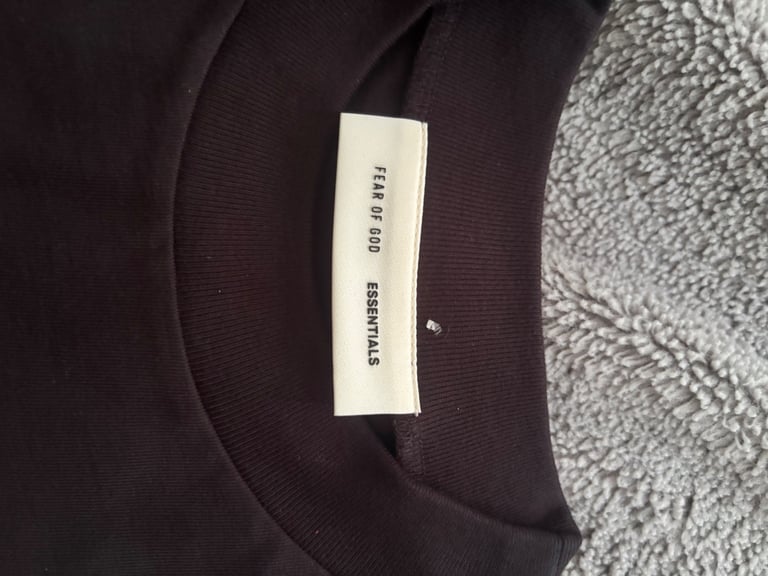 FEAR OF GOD ESSENTIALS